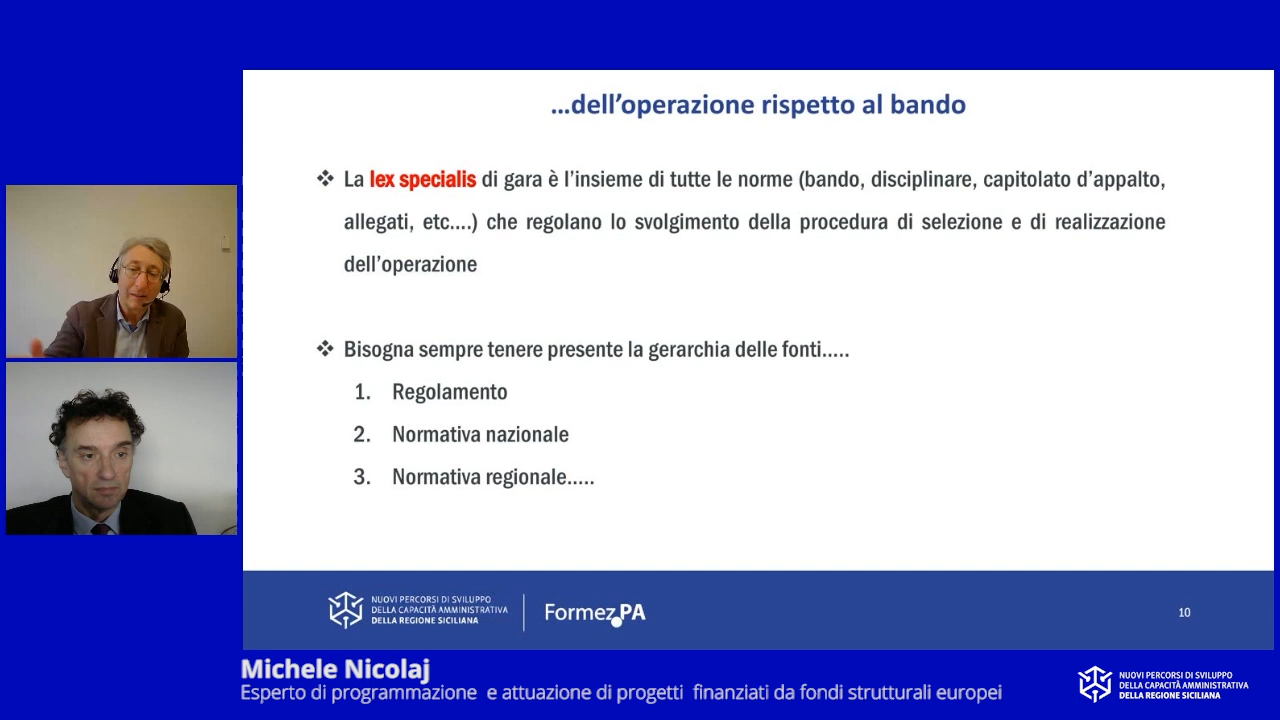 …dell’operazione rispetto al bando
❖ La lex specialis di gara è l’insieme di tutte le norme (bando, disciplinare, capitolato d’appalto,
allegati, etc….) che regolano lo svolgimento della procedura di selezione e di realizzazione
dell’operazione
❖ Bisogna sempre tenere presente la gerarchia delle fonti…..
1. Regolamento
2. Normativa nazionale
3. Normativa regionale…..
NUOVI PERCORSI DI SVILUPPO
DELLA CAPACITÀ AMMINISTRATIVA
DELLA REGIONE SICILIANA
Formez PA
10
Michele Nicolaj
Esperto di programmazione e attuazione di progetti finanziati da fondi strutturali europei
NUOVI PERCORSI DI SVILUPPO
DELLA CAPACITÀ AMMINISTRATIVA
DELLA REGIONE SICILIANA